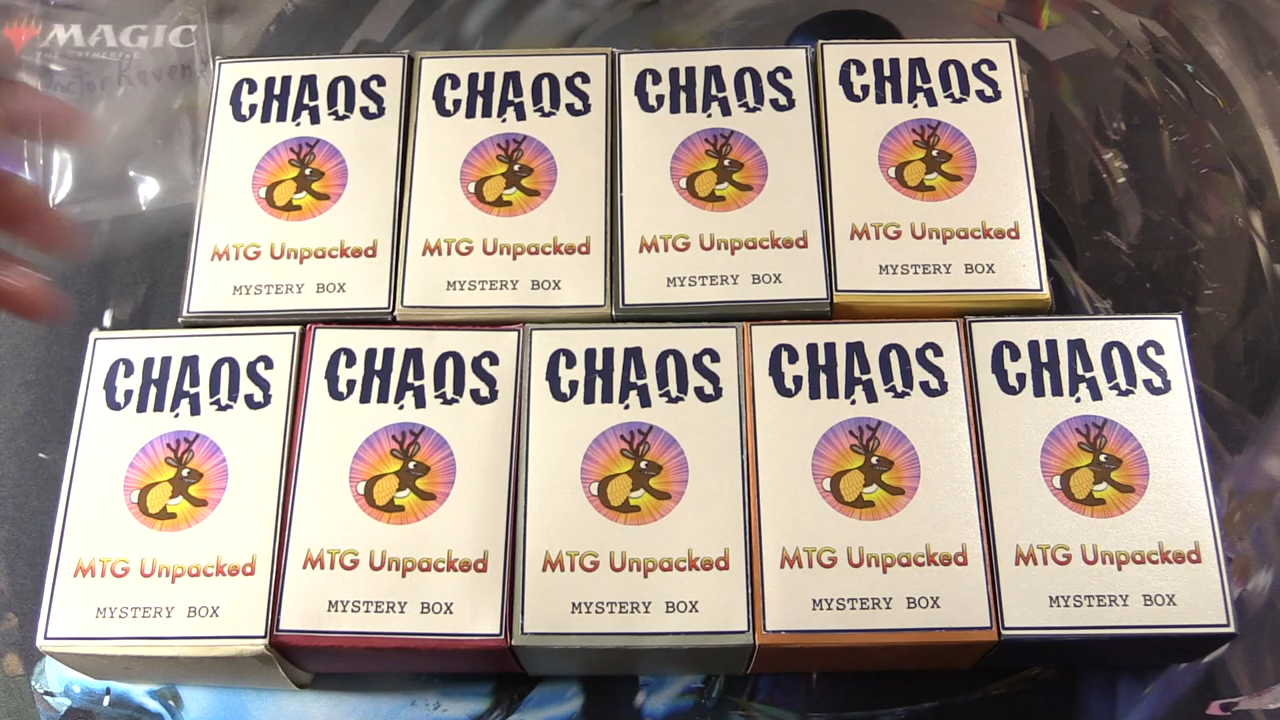 MAGIC
THE GATHERING
Doctor Raven
CHAOS
MTG Unpacked
MYSTERY BOX
CHAOS
MTG Unpacked
MYSTERY BOX
CHAOS
MTG Unpacked
MYSTERY BOX
CHAOS
MTG Unpacked
MYSTERY BOX
CHAOS
MTG Unpacked
MYSTERY BOX
CHAOS
MTG Unpacked
MYSTERY BOX
CHAOS
MTG Unpacked
MYSTERY BOX
CHAOS
MTG Unpacked
MYSTERY BOX
CHAOS
MTG Unpacked
MYSTERY BOX